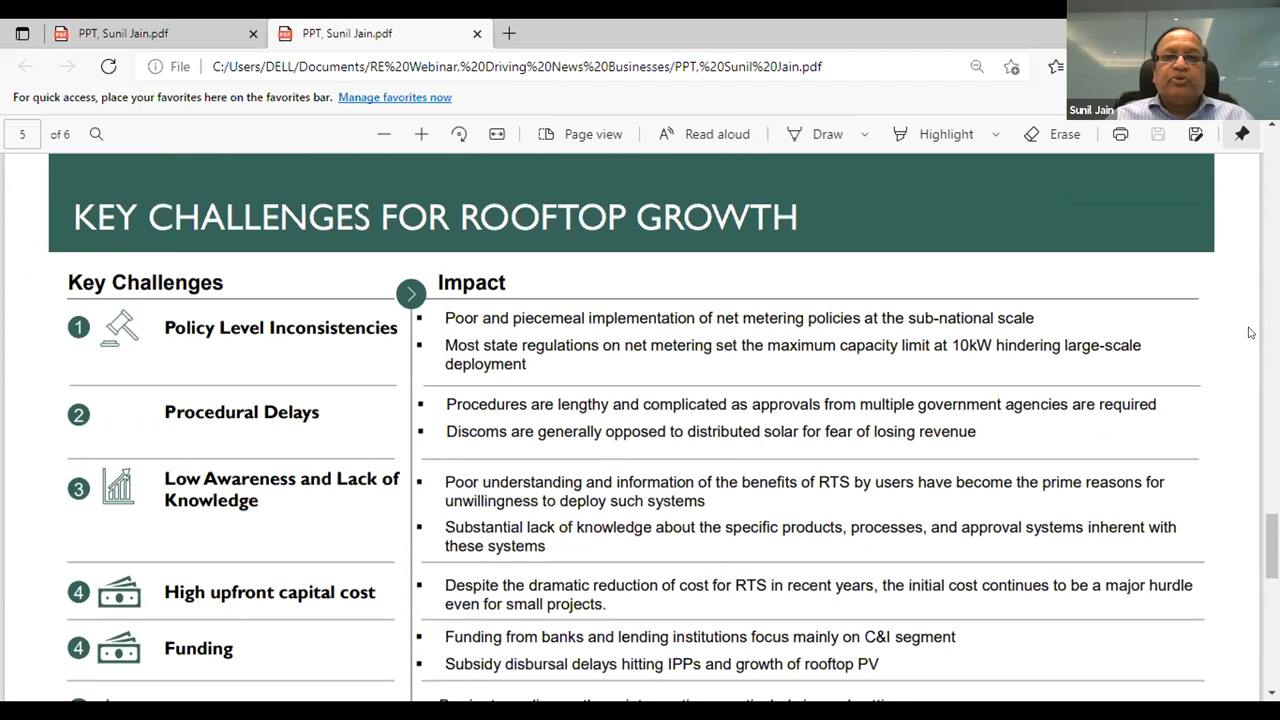 PPT, Sunil Jain.pdf
PPT, Sunil Jain.pdf
File
C:/Users/DELL/Documents/RE%20Webinar,%20Driving%20News%20Businesses/PPT,%20Sunil%20Jain.pdf
Sunil Jain
For quick access, place your favorites here on the favorites bar. Manage favorites now
5 of 6
Page view
Read aloud
Draw
Highlight
Erase
KEY CHALLENGES FOR ROOFTOP GROWTH
Key Challenges
Impact
1 Policy Level Inconsistencies
Poor and piecemeal implementation of net metering policies at the sub-national scale
Most state regulations on net metering set the maximum capacity limit at 10kW hindering large-scale
deployment
2 Procedural Delays
Procedures are lengthy and complicated as approvals from multiple government agencies are required
Discoms are generally opposed to distributed solar for fear of losing revenue
3 Low Awareness and Lack of
Knowledge
Poor understanding and information of the benefits of RTS by users have become the prime reasons for
unwillingness to deploy such systems
Substantial lack of knowledge about the specific products, processes, and approval systems inherent with
these systems
4 High upfront capital cost
Despite the dramatic reduction of cost for RTS in recent years, the initial cost continues to be a major hurdle
even for small projects.
4 Funding
Funding from banks and lending institutions focus mainly on C&I segment
Subsidy disbursal delays hitting IPPs and growth of rooftop PV